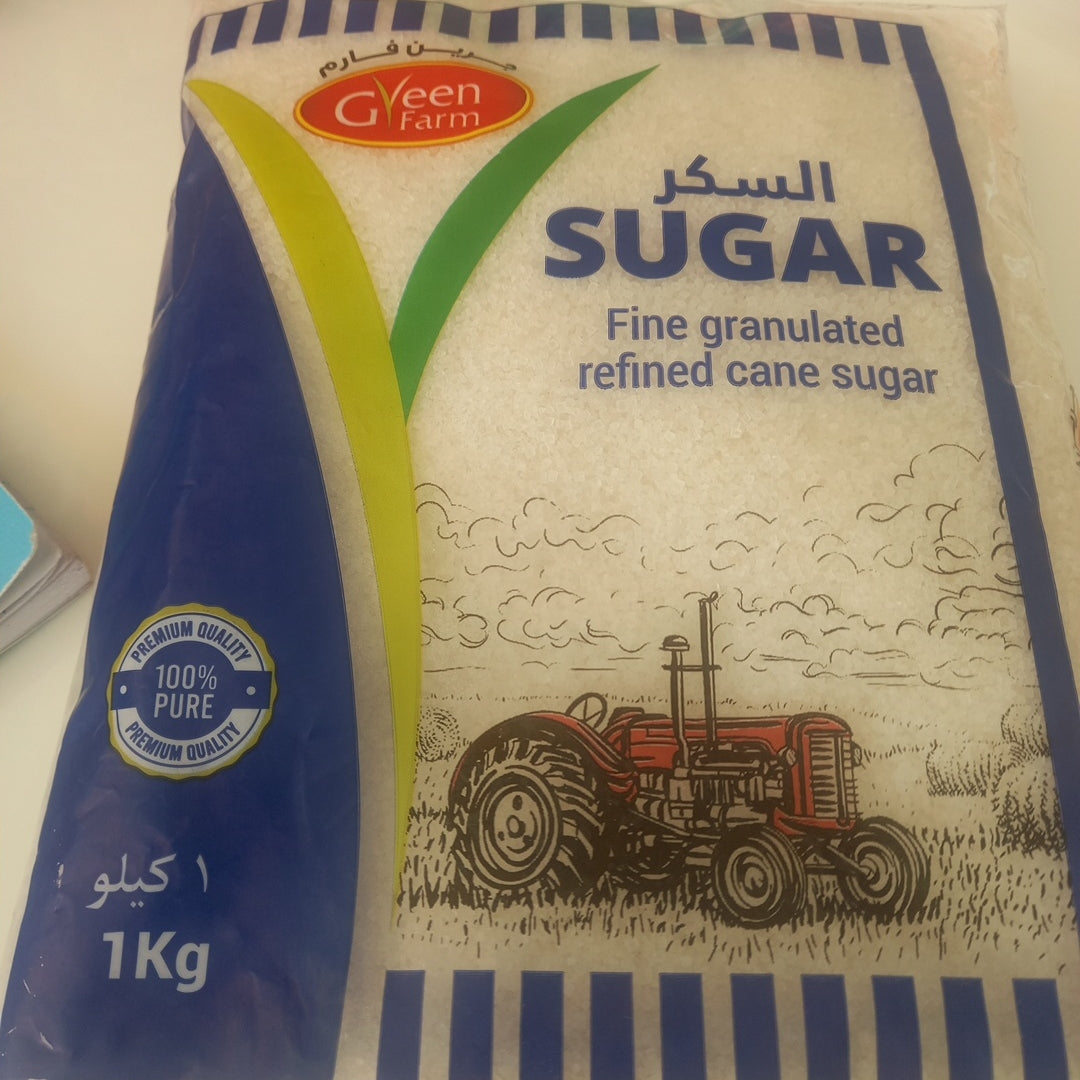 جرين فارم
Green
Farm
السكر
SUGAR
Fine granulated
refined cane sugar
PREMIUM QUALITY
100%
PURE
PREMIUM QUALITY
١ كيلو
1Kg